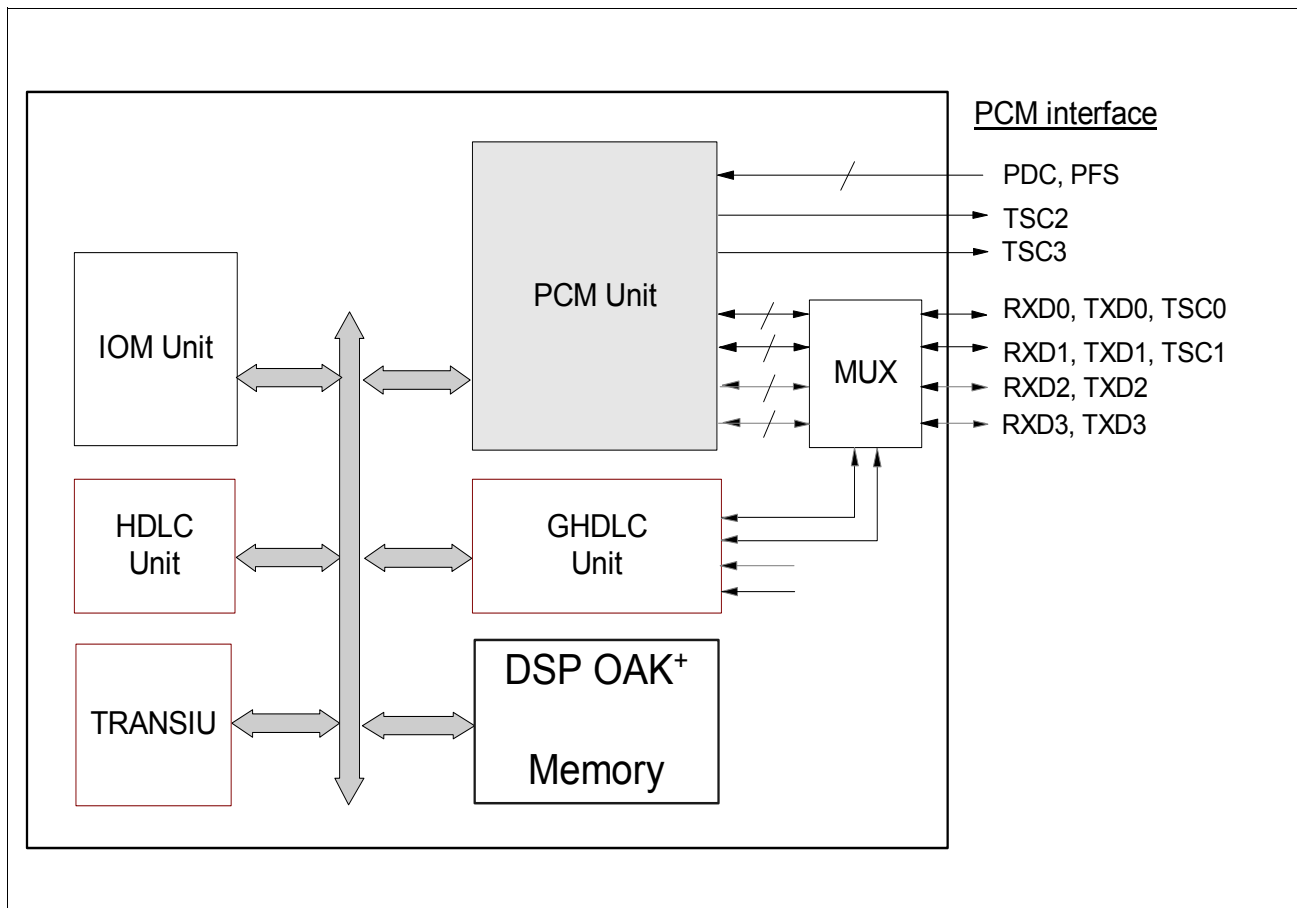 PCM interface
PDC, PFS
TSC2
TSC3
PCM Unit
IOM Unit
MUX
RXD0, TXD0, TSC0
RXD1, TXD1, TSC1
RXD2, TXD2
RXD3, TXD3
HDLC
Unit
GHDLC
Unit
TRANSIU
DSP OAK⁺
Memory